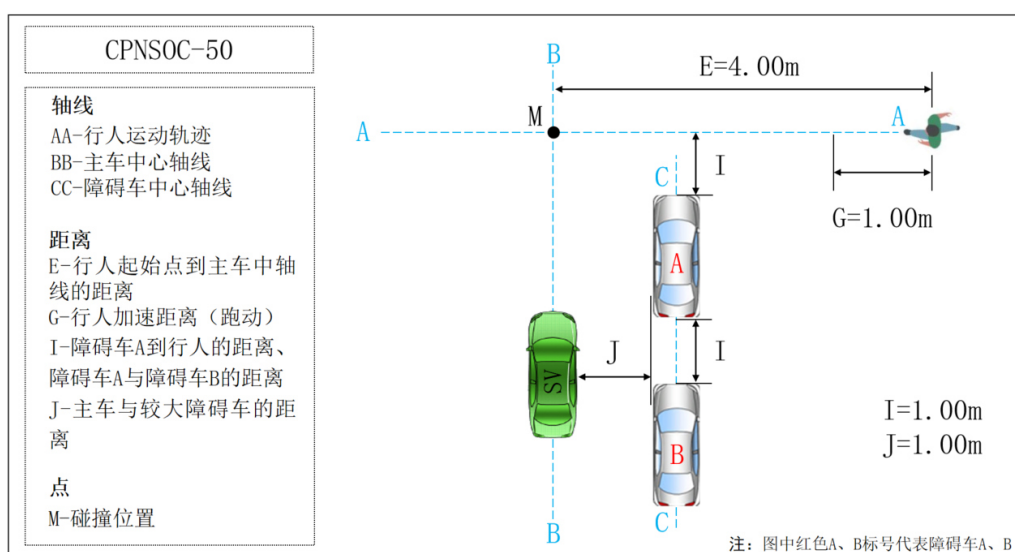 CPNSOC-50
轴线
AA-行人运动轨迹
BB-主车中心轴线
CC-障碍车中心轴线
距离
E-行人起始点到主车中轴
线的距离
G-行人加速距离（跑动）
I-障碍车A到行人的距离、
障碍车A与障碍车B的距离
J-主车与较大障碍车的距
离
点
M-碰撞位置
B
E=4.00m
M
A
A
I
C
G=1.00m
A
J
I
SV
B
I=1.00m
J=1.00m
B
C
注：图中红色A、B标号代表障碍车A、B